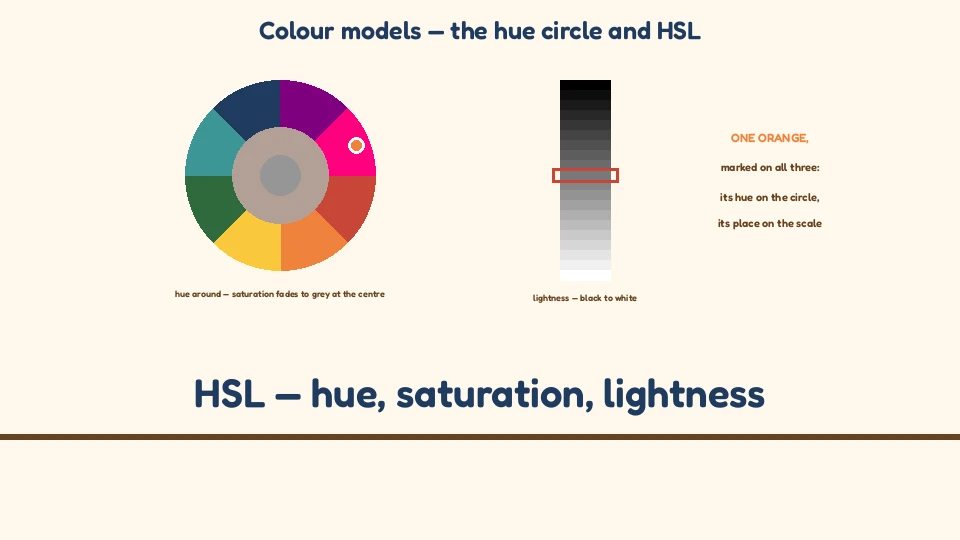 Colour models — the hue circle and HSL
ONE ORANGE,
marked on all three:
its hue on the circle,
its place on the scale
hue around — saturation fades to grey at the centre
lightness — black to white
HSL — hue, saturation, lightness